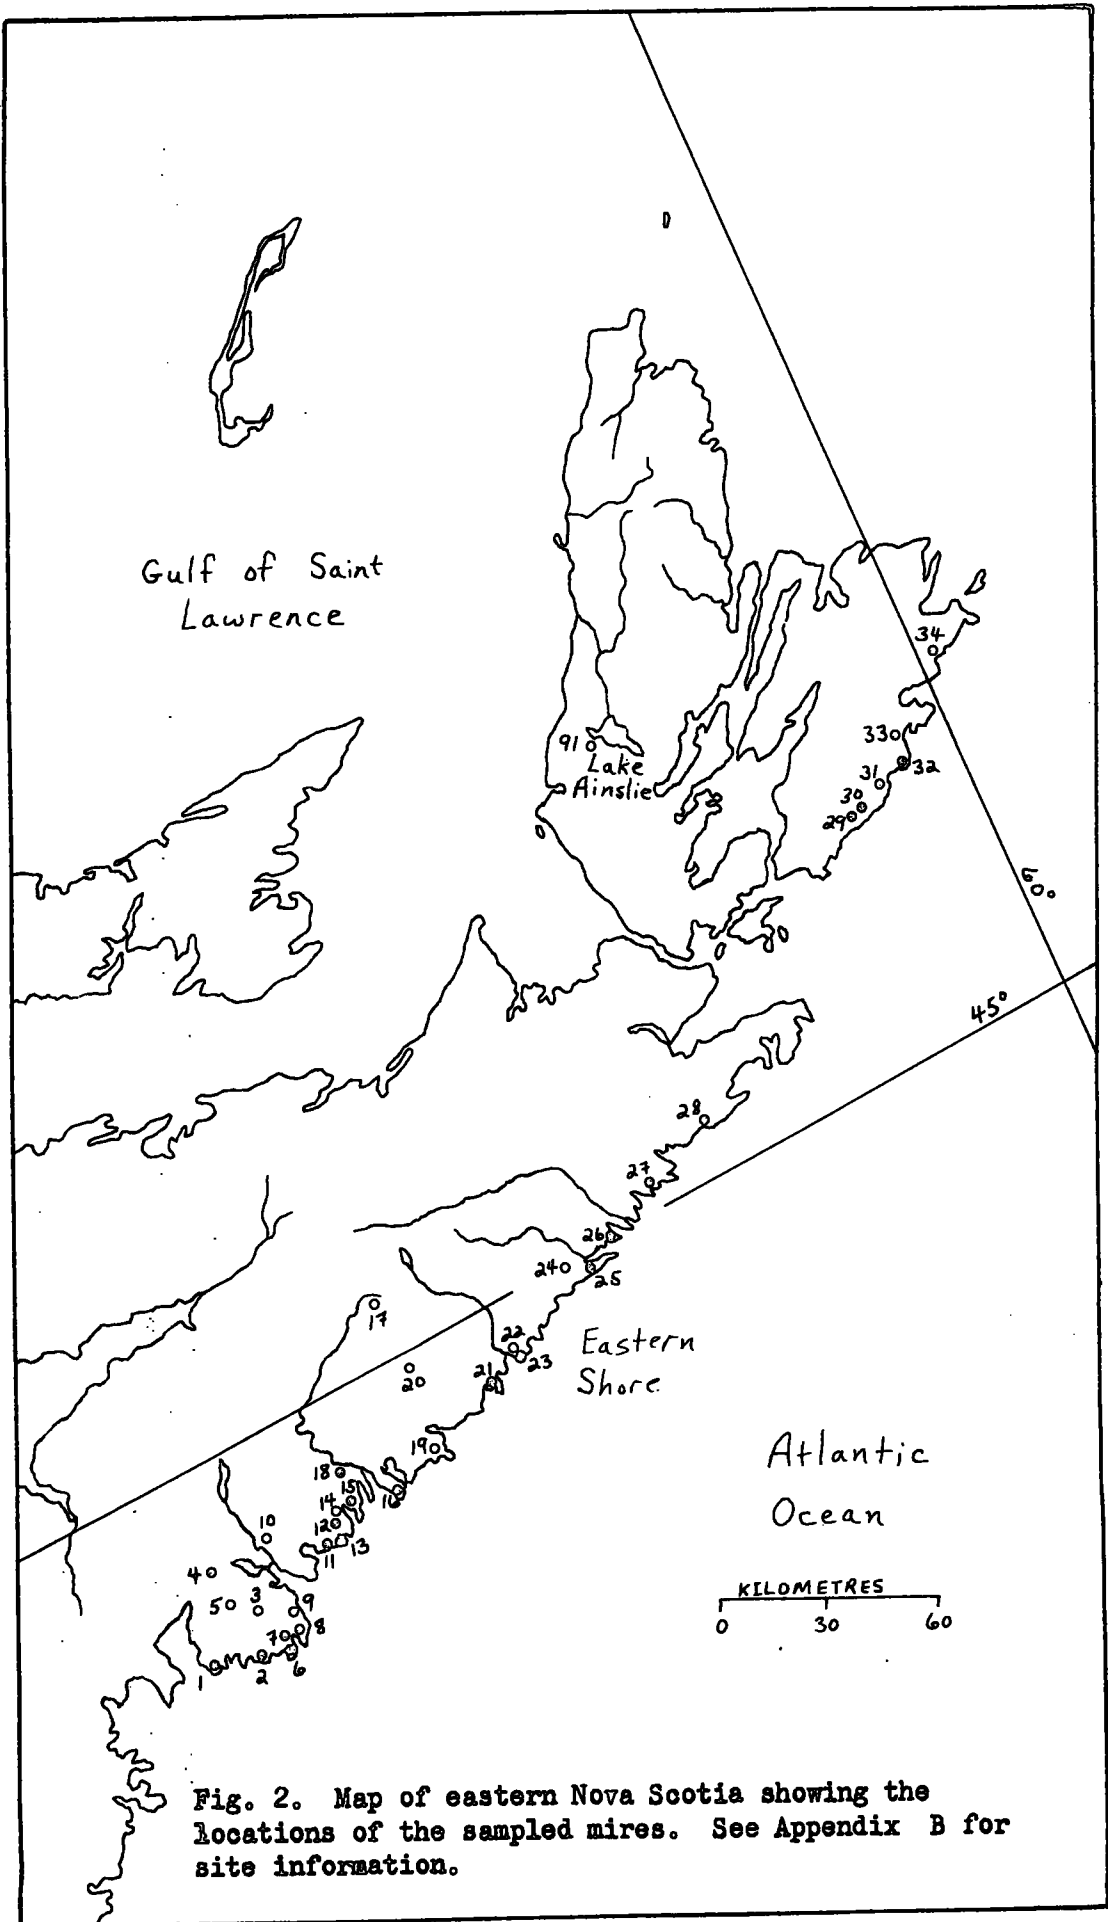 Gulf of Saint
Lawrence
34
33
32
91
Lake
Ainslie
31
30
29
60°
45°
28
27
26
24
25
17
22
23
Eastern
Shore
20
21
19
Atlantic
Ocean
18
15
16
14
12
10
13
11
4
KILOMETRES
0 30 60
5
3
9
8
7
6
1
2
Fig. 2. Map of eastern Nova Scotia showing the
locations of the sampled mires. See Appendix B for
site information.